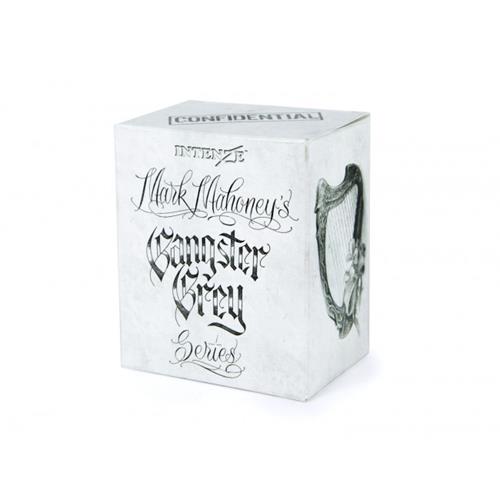 [CONFIDENTIAL]
INTENZE
Mark Mahoney's
Gangster
Grey
Series